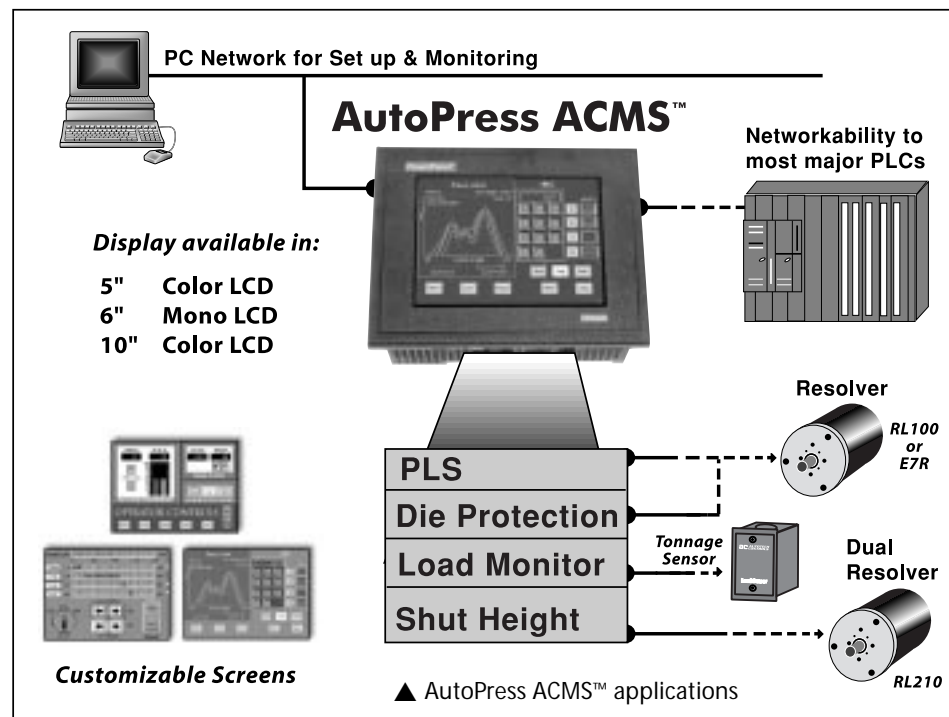 PC Network for Set up & Monitoring
AutoPress ACMS™
Networkability to
most major PLCs
Display available in:
5" Color LCD
6" Mono LCD
10" Color LCD
Resolver
RL100
or
E7R
PLS
Die Protection
Load Monitor
Shut Height
Tonnage
Sensor
Dual
Resolver
RL210
OPERATOR CONTROLS
Customizable Screens
▲ AutoPress ACMS™ applications